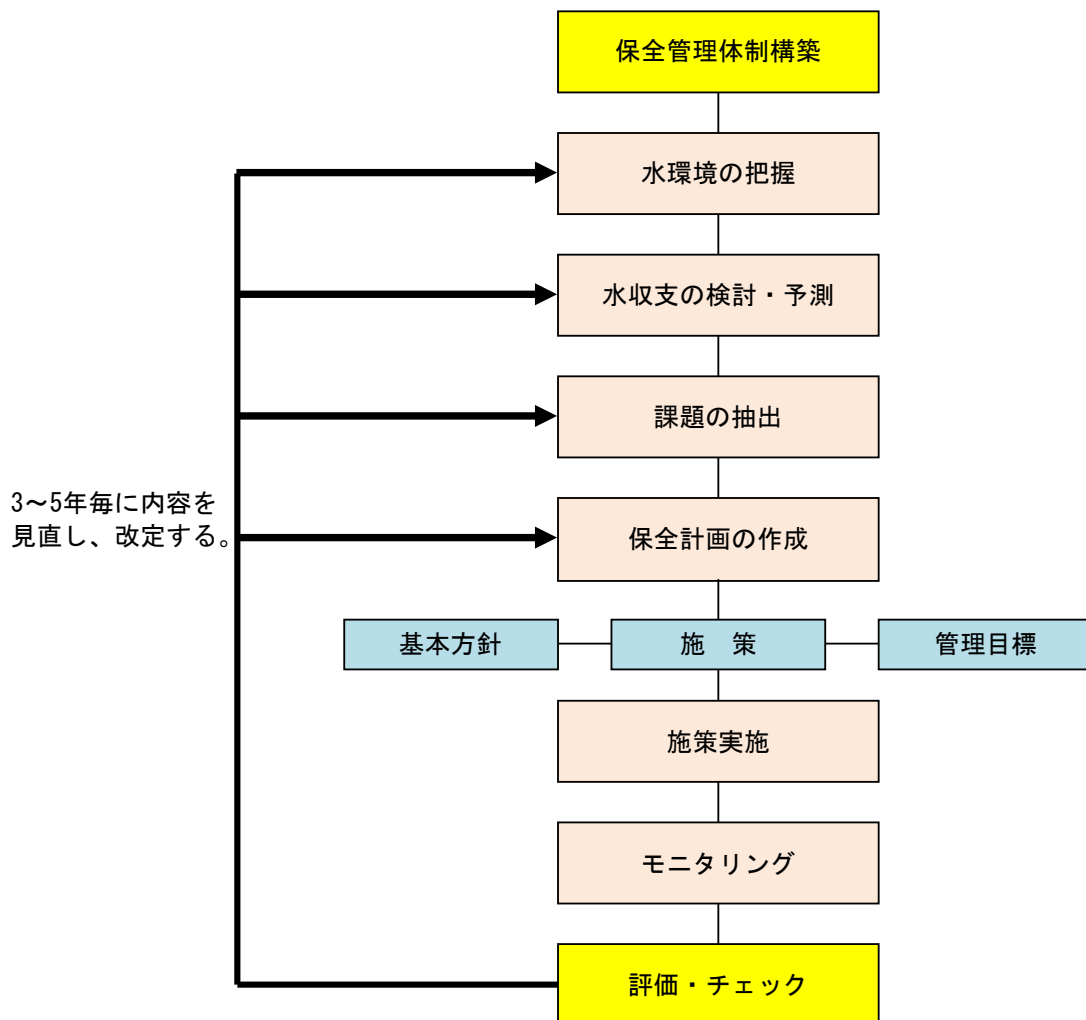 保全管理体制構築
水環境の把握
水収支の検討・予測
課題の抽出
3～5年毎に内容を
見直し、改定する。
保全計画の作成
基本方針
施　策
管理目標
施策実施
モニタリング
評価・チェック